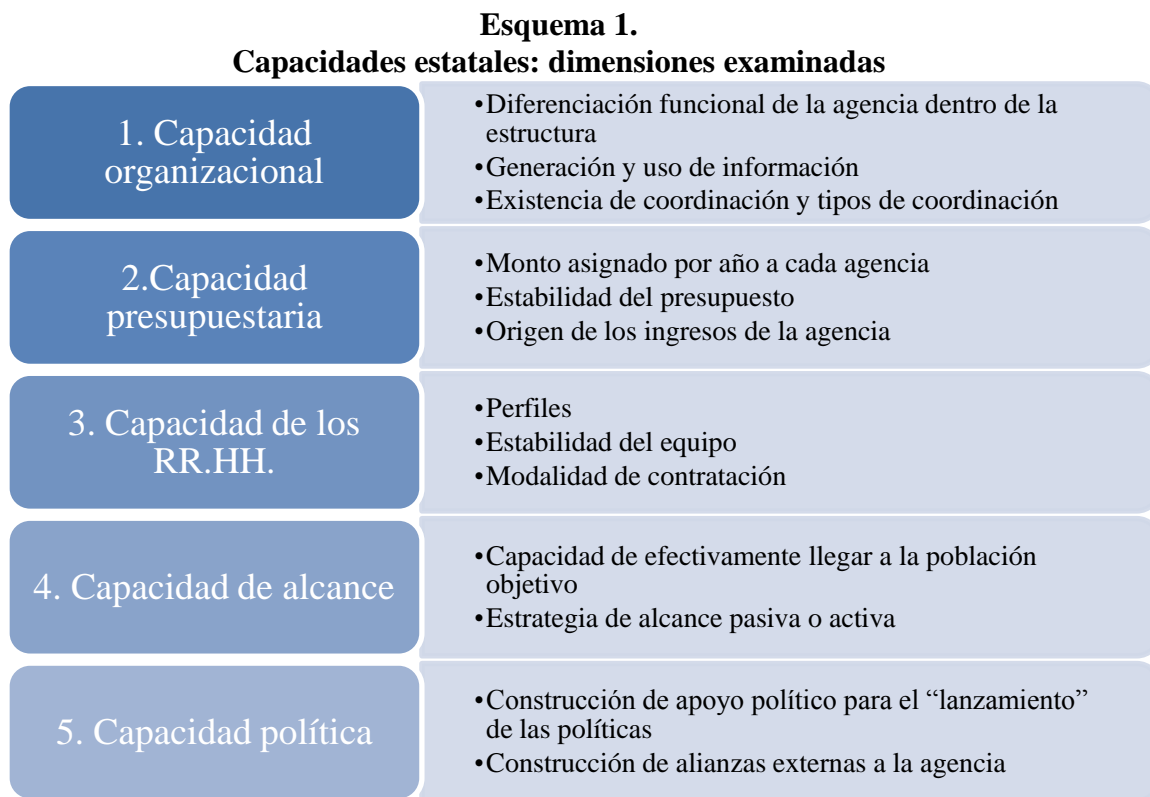 Esquema 1.
Capacidades estatales: dimensiones examinadas
1. Capacidad
organizacional
•Diferenciación funcional de la agencia dentro de la
estructura
•Generación y uso de información
•Existencia de coordinación y tipos de coordinación
2.Capacidad
presupuestaria
•Monto asignado por año a cada agencia
•Estabilidad del presupuesto
•Origen de los ingresos de la agencia
3. Capacidad de los
RR.HH.
•Perfiles
•Estabilidad del equipo
•Modalidad de contratación
4. Capacidad de alcance
•Capacidad de efectivamente llegar a la población
objetivo
•Estrategia de alcance pasiva o activa
5. Capacidad política
•Construcción de apoyo político para el “lanzamiento”
de las políticas
•Construcción de alianzas externas a la agencia